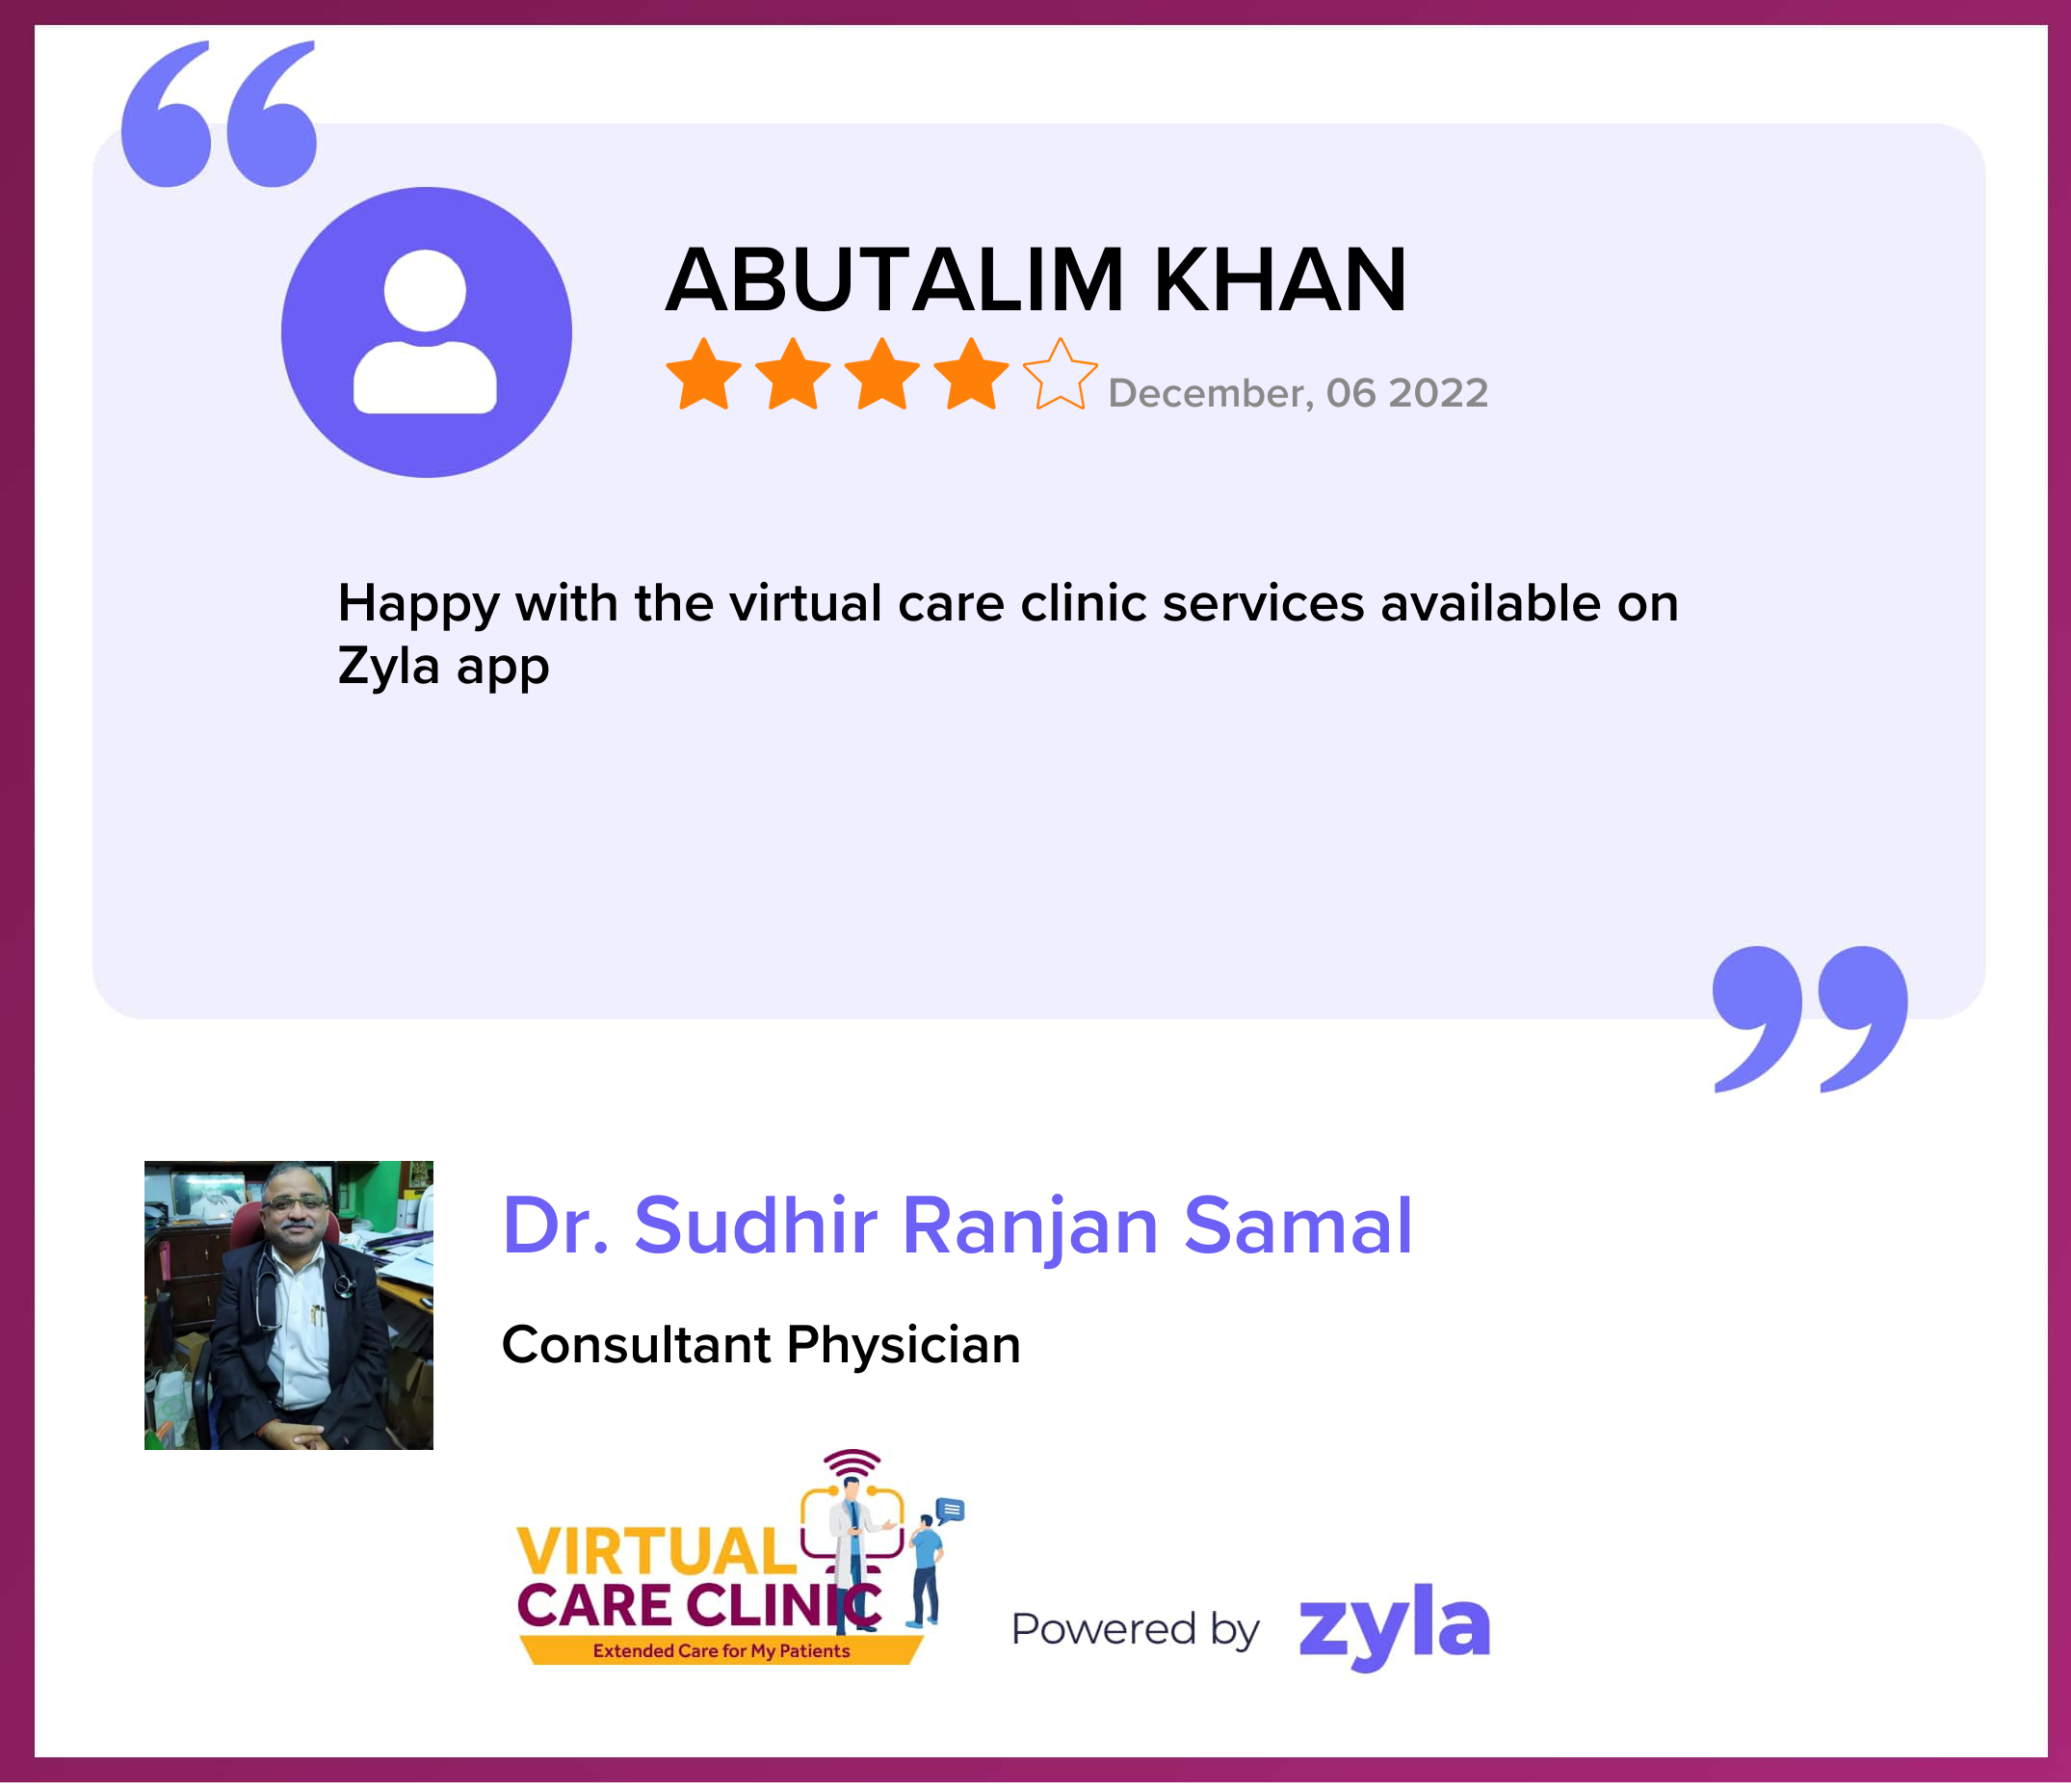 ABUTALIM KHAN
December, 06 2022
Happy with the virtual care clinic services available on
Zyla app
Dr. Sudhir Ranjan Samal
Consultant Physician
VIRTUAL
CARE CLINIC
Extended Care for My Patients
Powered by zyla